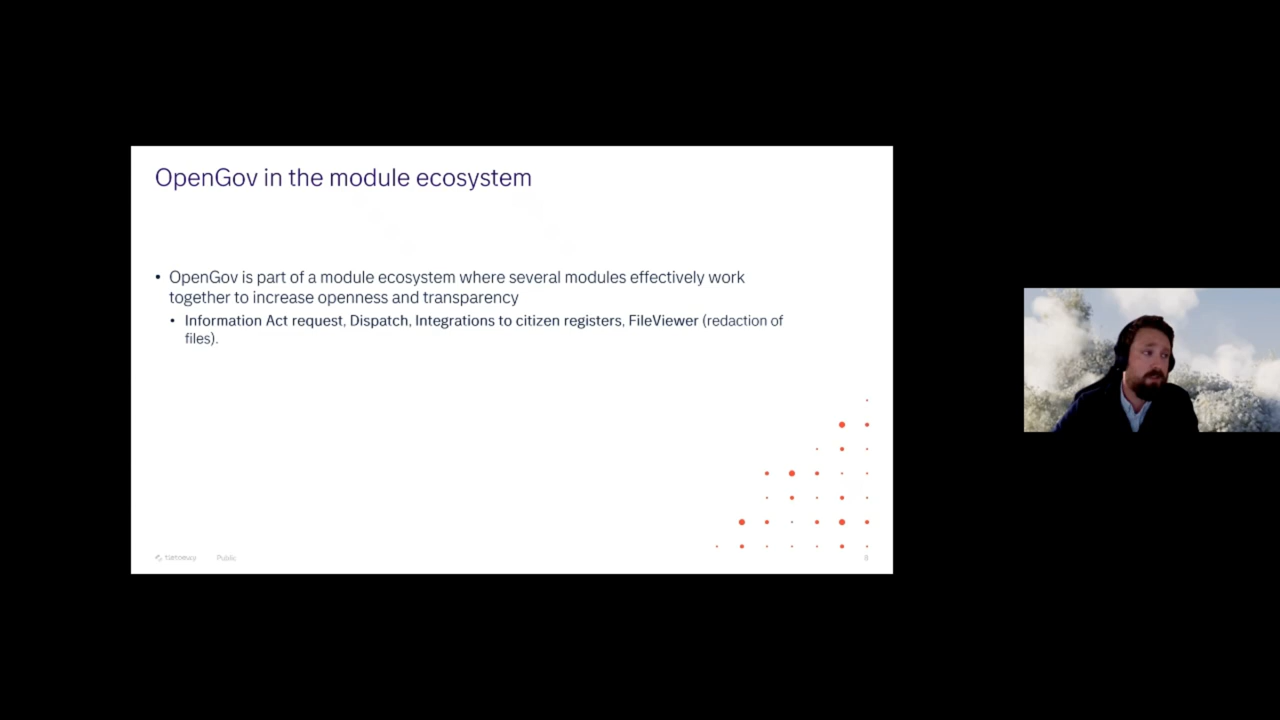 OpenGov in the module ecosystem
• OpenGov is part of a module ecosystem where several modules effectively work
together to increase openness and transparency
• Information Act request, Dispatch, Integrations to citizen registers, FileViewer (redaction of
files).
tietoevry Public